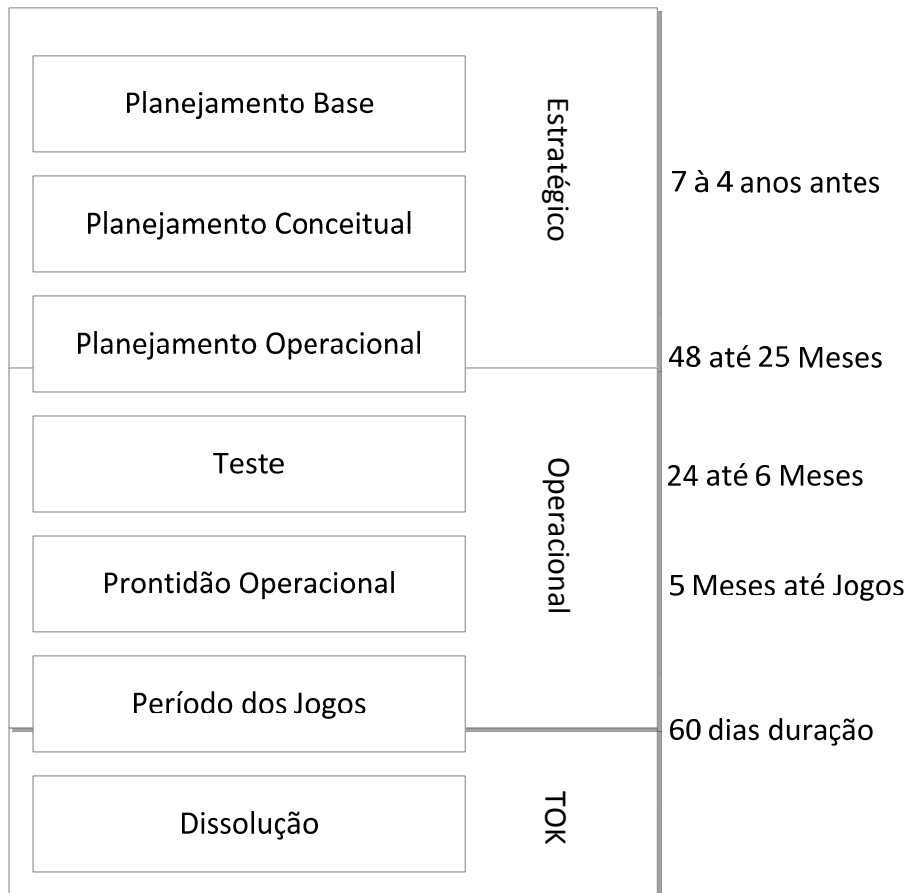 Planejamento Base
Planejamento Conceitual
Planejamento Operacional
Teste
Prontidão Operacional
Período dos Jogos
Dissolução
Estratégico
Operacional
TOK
7 à 4 anos antes
48 até 25 Meses
24 até 6 Meses
5 Meses até Jogos
60 dias duração